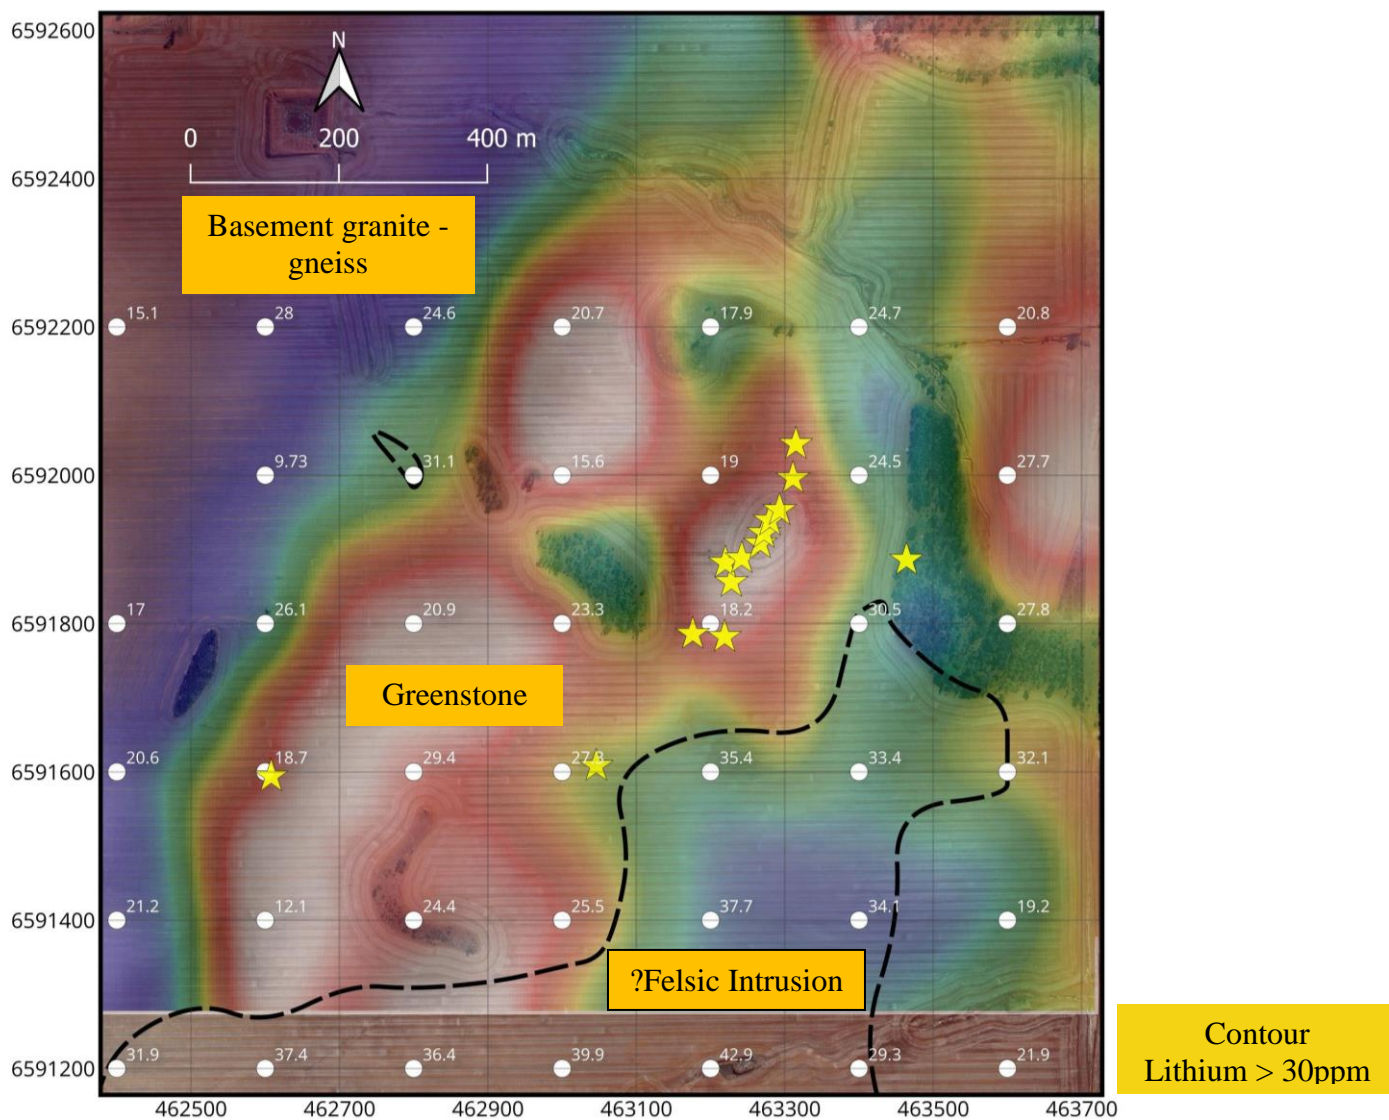 6592600
N
0 200 400 m
6592400
Basement granite -
gneiss
6592200
15.1 28 24.6 20.7 17.9 24.7 20.8
6592000
9.73 31.1 15.6 19 24.5 27.7
6591800
17 26.1 20.9 23.3 18.2 30.5 27.8
Greenstone
6591600
20.6 18.7 29.4 35.4 33.4 32.1
6591400
21.2 12.1 24.4 25.5 37.7 34.1 19.2
?Felsic Intrusion
6591200
31.9 37.4 36.4 39.9 42.9 29.3 21.9
Contour
Lithium > 30ppm
462500 462700 462900 463100 463300 463500 463700